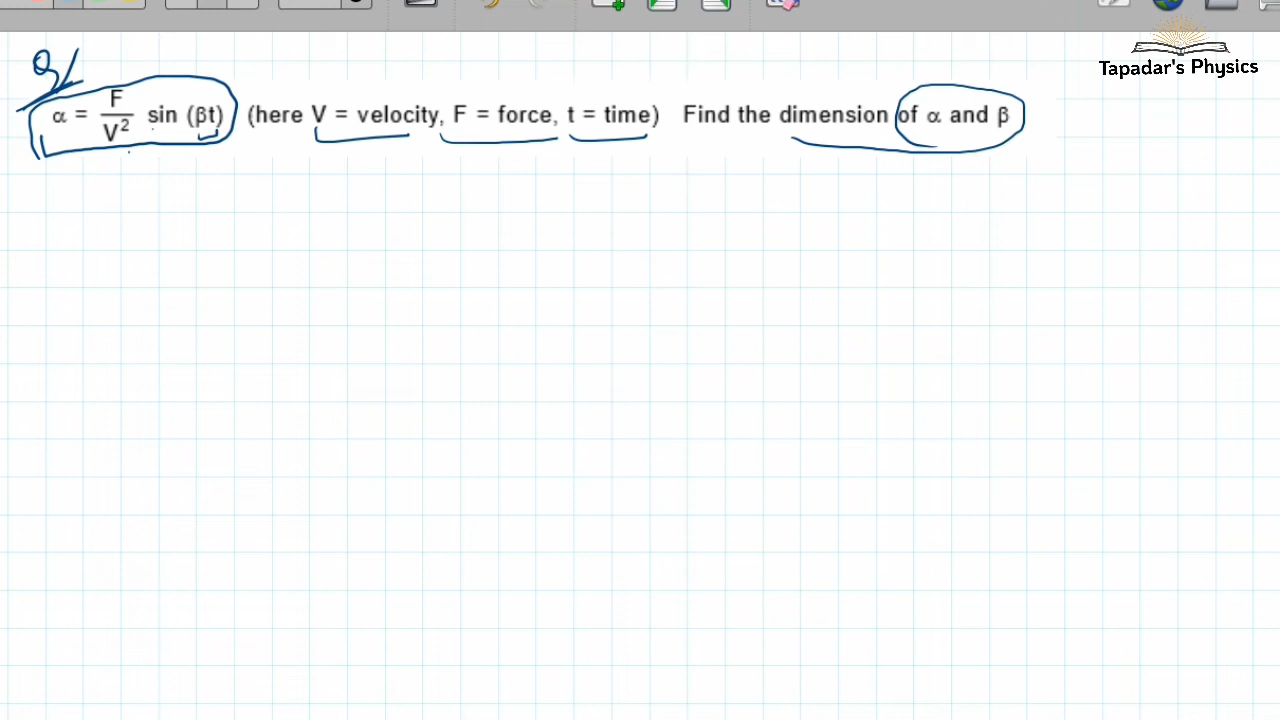 Q/
α = F/V² sin (βt) (here V = velocity, F = force, t = time) Find the dimension of α and β
Tapadar's Physics